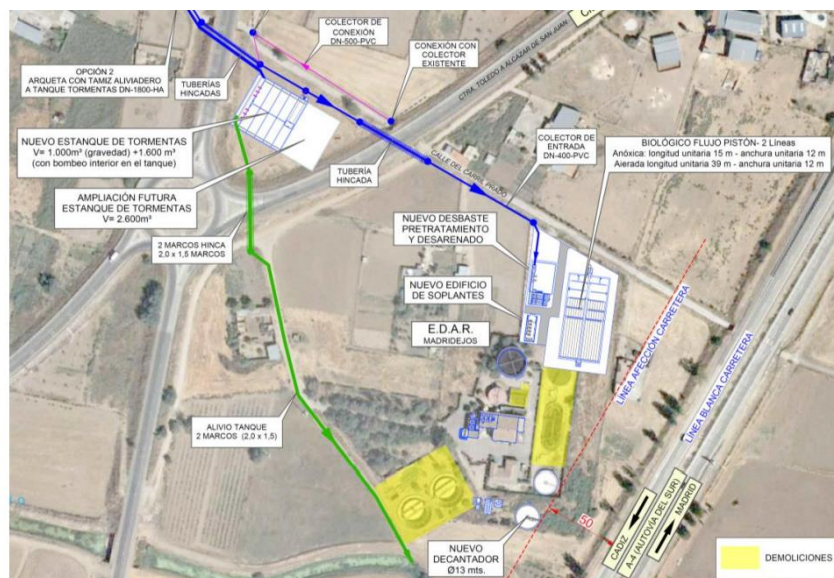 COLECTOR DE
CONEXIÓN
DN-500-PVC
CONEXIÓN CON
COLECTOR
EXISTENTE
OPCIÓN 2
ARQUETA CON TAMIZ ALIVIADERO
A TANQUE TORMENTAS DN-1800-HA
TUBERÍAS
HINCADAS
CTRA. TOLEDO A ALCÁZAR DE SAN JUAN
NUEVO ESTANQUE DE TORMENTAS
V= 1.000m³ (gravedad) +1.600 m³
(con bombeo interior en el tanque)
AMPLIACIÓN FUTURA
ESTANQUE DE TORMENTAS
V= 2.600m³
TUBERÍA
HINCADA
CALLE DEL CARRIL PRADO
COLECTOR DE
ENTRADA
DN-400-PVC
BIOLÓGICO FLUJO PISTÓN- 2 Líneas
Anóxica: longitud unitaria 15 m - anchura unitaria 12 m
Aierada longitud unitaria 39 m - anchura unitaria 12 m
2 MARCOS HINCA
2,0 x 1,5 MARCOS
NUEVO DESBASTE
PRETRATAMIENTO
Y DESARENADO
NUEVO EDIFICIO
DE SOPLANTES
E.D.A.R.
MADRIDEJOS
ALIVIO TANQUE
2 MARCOS (2,0 x 1,5)
LÍNEA AFECCIÓN CARRETERA
LÍNEA BLANCA CARRETERA
50
NUEVO
DECANTADOR
Ø13 mts.
CADIZ
A-4 (AUTOVÍA DEL SUR)
MADRID
DEMOLICIONES